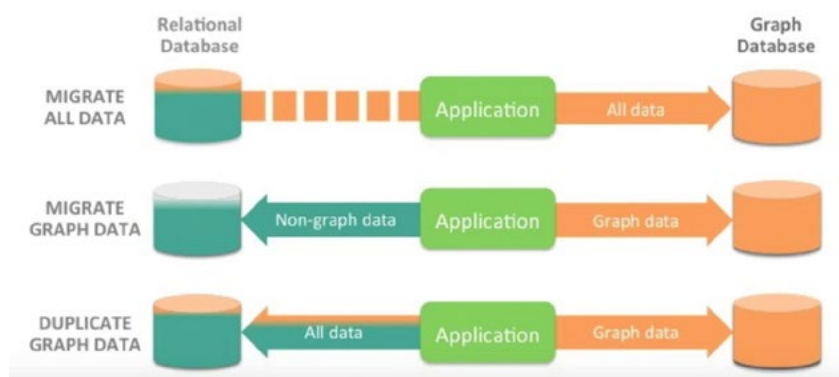 Relational
Database
Graph
Database
MIGRATE
ALL DATA
Application
All data
MIGRATE
GRAPH DATA
Non-graph data
Application
Graph data
DUPLICATE
GRAPH DATA
All data
Application
Graph data